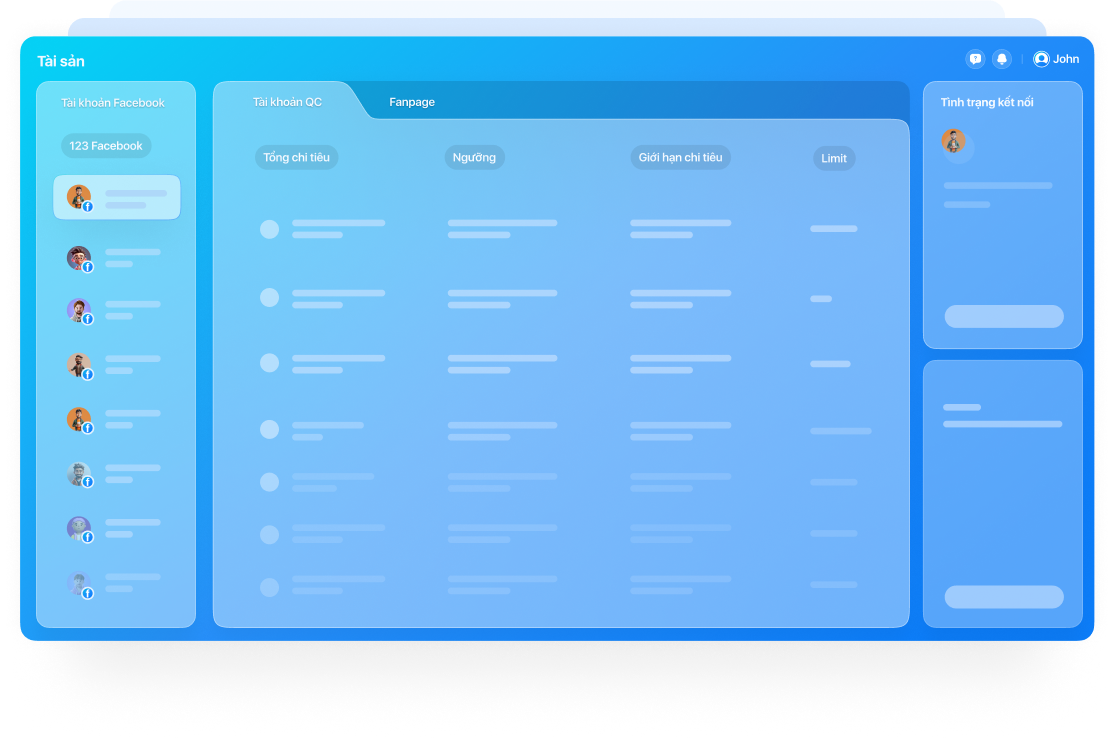 Tài sản
John
Tài khoản Facebook
123 Facebook
Tài khoản QC
Fanpage
Tổng chi tiêu
Ngưỡng
Giới hạn chi tiêu
Limit
Tình trạng kết nối